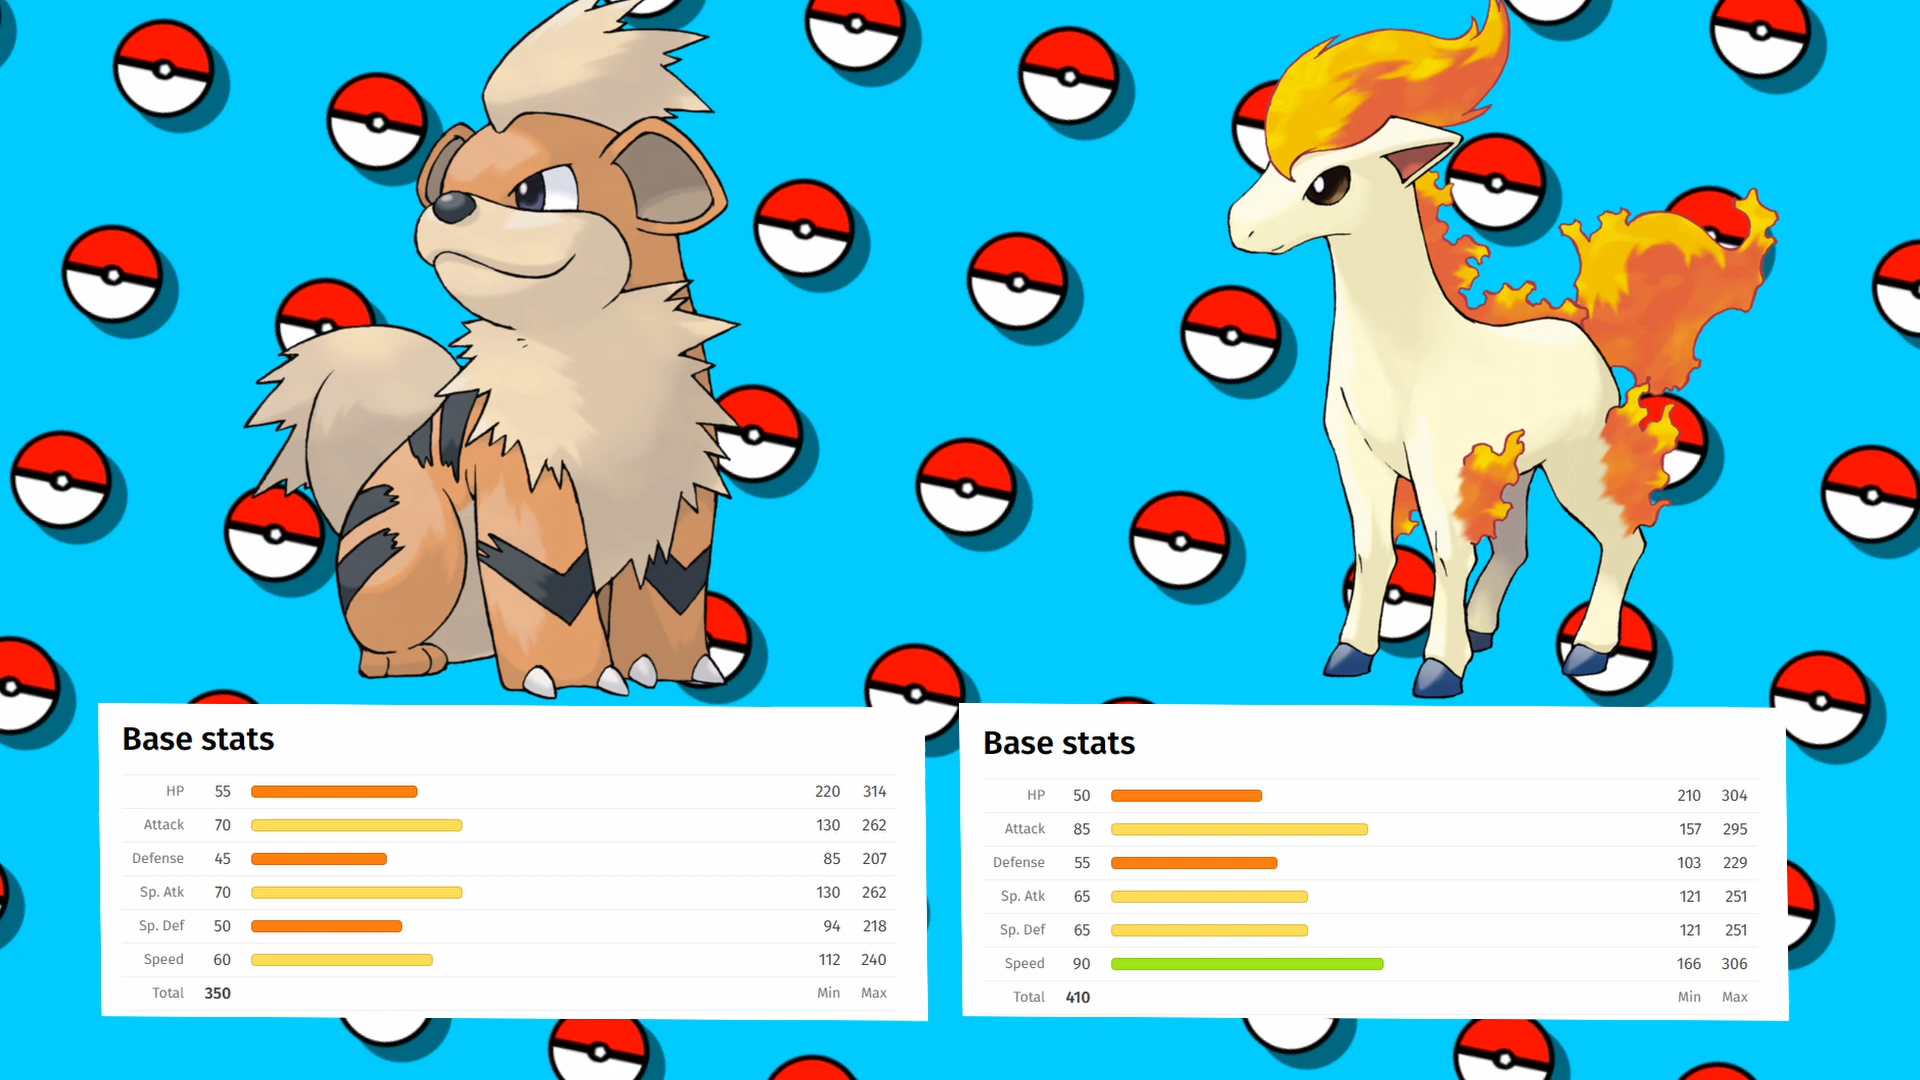 Base stats
HP 55 220 314
Attack 70 130 262
Defense 45 85 207
Sp. Atk 70 130 262
Sp. Def 50 94 218
Speed 60 112 240
Total 350 Min Max
Base stats
HP 50 210 304
Attack 85 157 295
Defense 55 103 229
Sp. Atk 65 121 251
Sp. Def 65 121 251
Speed 90 166 306
Total 410 Min Max